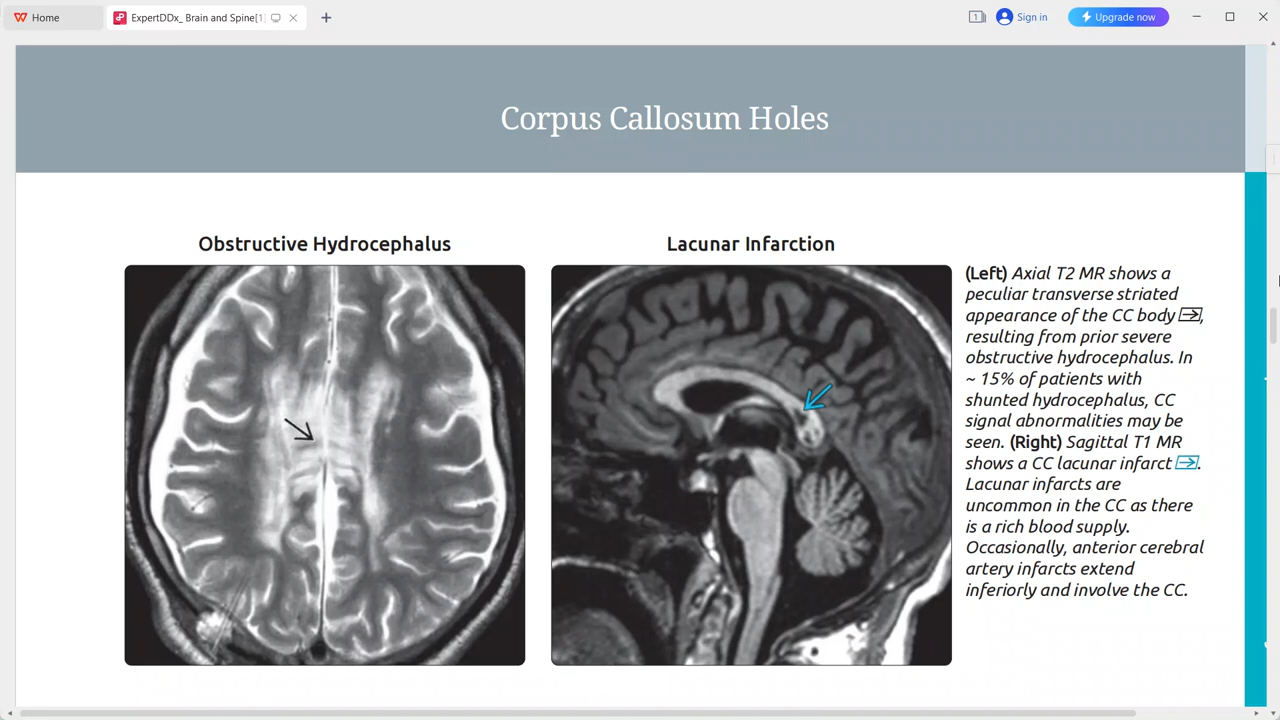 Home
ExpertDDx_ Brain and Spine[1]
1
Sign in
Upgrade now
Corpus Callosum Holes
Obstructive Hydrocephalus
Lacunar Infarction
(Left) Axial T2 MR shows a
peculiar transverse striated
appearance of the CC body ,
resulting from prior severe
obstructive hydrocephalus. In
~ 15% of patients with
shunted hydrocephalus, CC
signal abnormalities may be
seen. (Right) Sagittal T1 MR
shows a CC lacunar infarct .
Lacunar infarcts are
uncommon in the CC as there
is a rich blood supply.
Occasionally, anterior cerebral
artery infarcts extend
inferiorly and involve the CC.